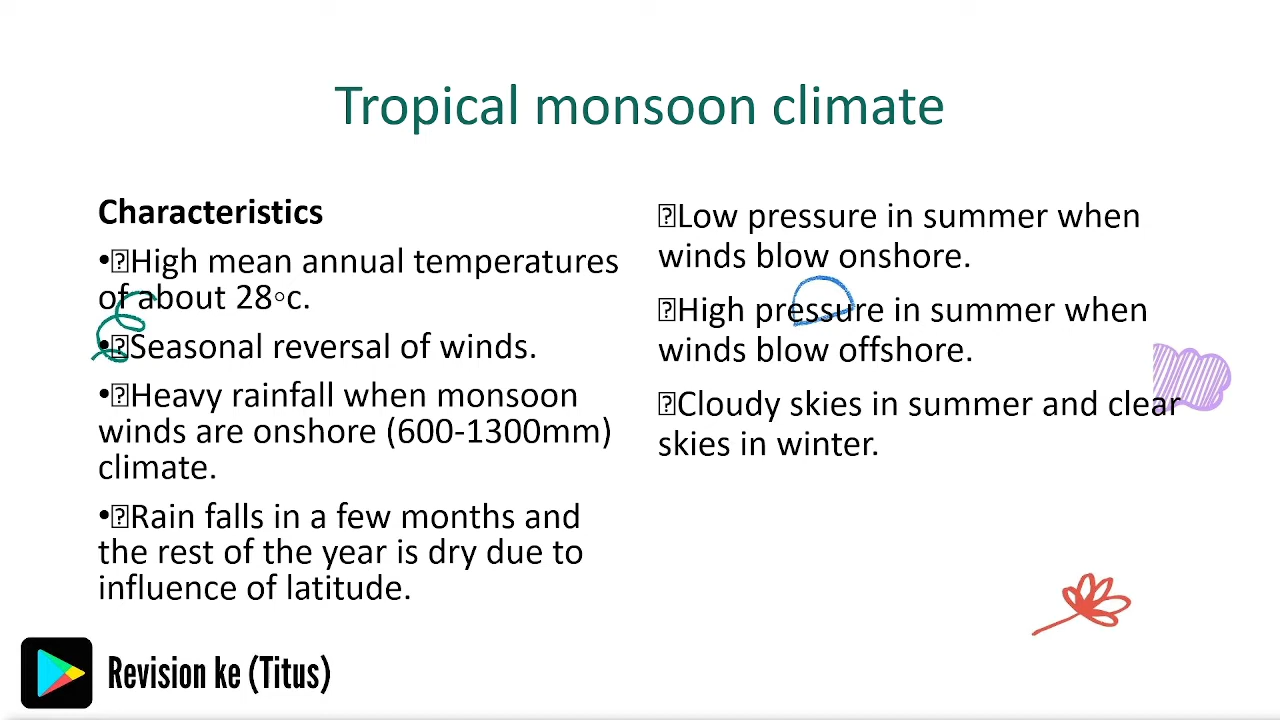 Tropical monsoon climate
Characteristics
•⍰High mean annual temperatures
of about 28◦c.
•⍰Seasonal reversal of winds.
•⍰Heavy rainfall when monsoon
winds are onshore (600-1300mm)
climate.
•⍰Rain falls in a few months and
the rest of the year is dry due to
influence of latitude.
⍰Low pressure in summer when
winds blow onshore.
⍰High pressure in summer when
winds blow offshore.
⍰Cloudy skies in summer and clear
skies in winter.
Revision ke (Titus)